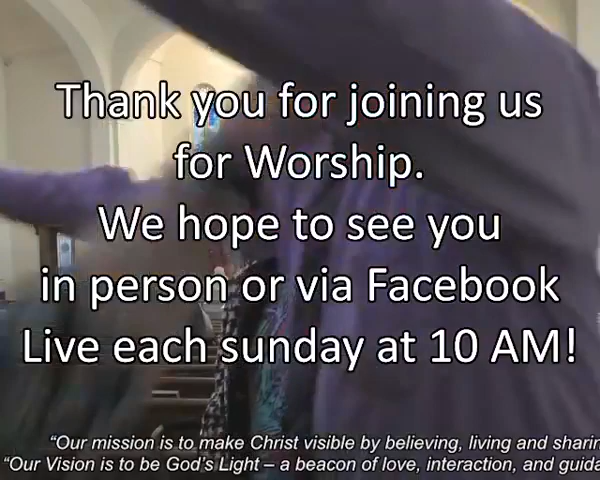 Thank you for joining us
for Worship.
We hope to see you
in person or via Facebook
Live each sunday at 10 AM!
“Our mission is to make Christ visible by believing, living and
“Our Vision is to be God’s Light – a beacon of love, interaction, and